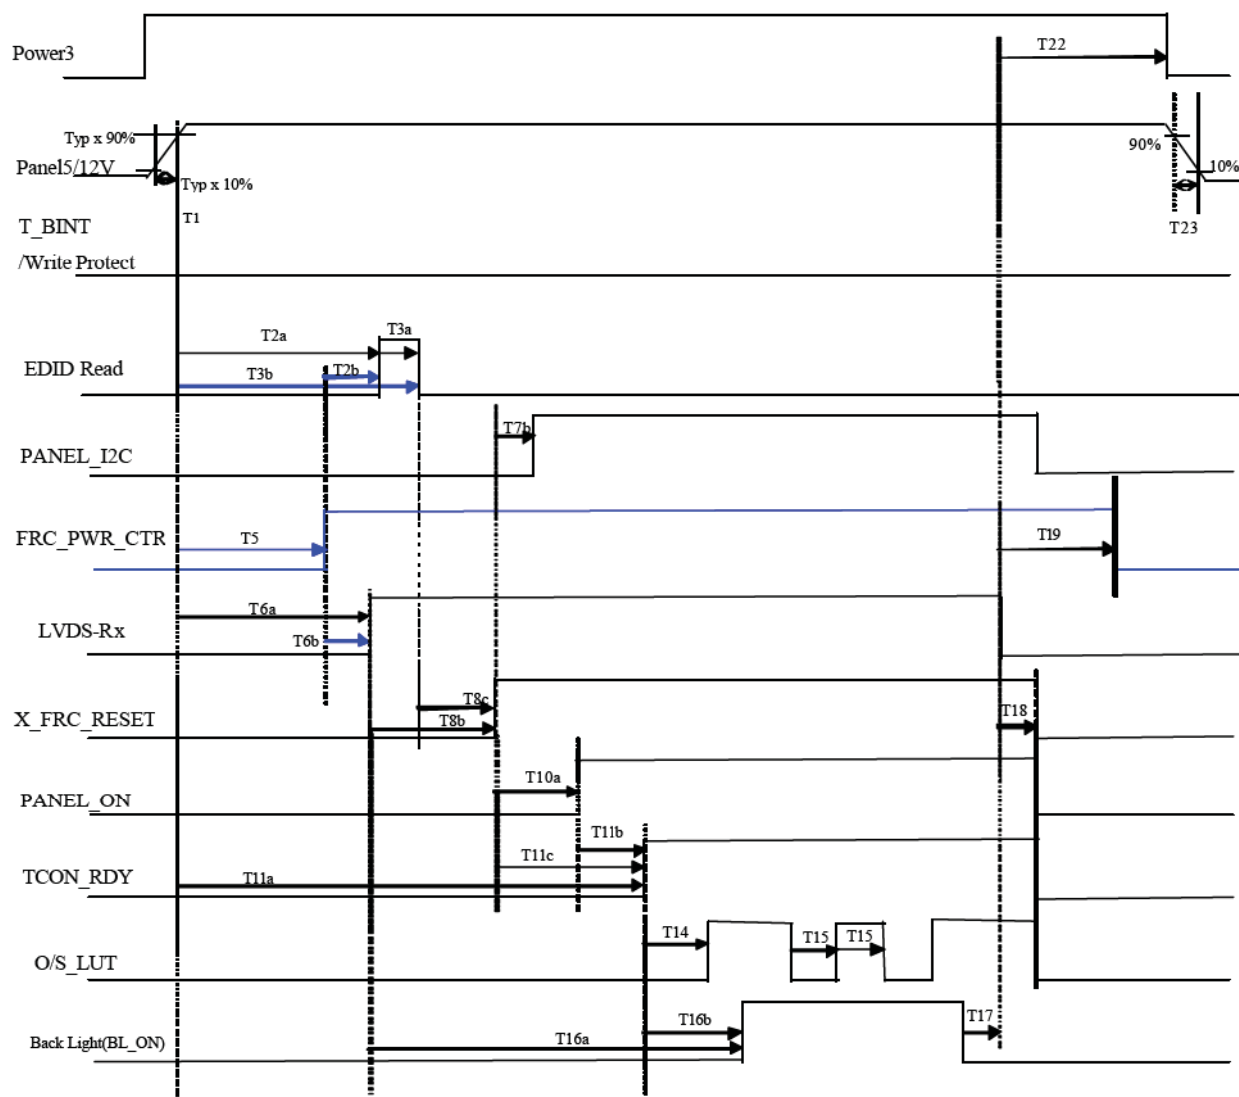 Power3
T22
Typ x 90%
90%
Panel5/12V
10%
Typ x 10%
T1
T_BINT
T23
/Write Protect
T2a
T3a
EDID Read
T3b
T2b
T7b
PANEL_I2C
FRC_PWR_CTR
T5
T19
T6a
LVDS-Rx
T6b
T8c
X_FRC_RESET
T8b
T18
T10a
PANEL_ON
T11b
T11c
TCON_RDY
T11a
T14
T15
T15
O/S_LUT
T16b
T17
Back Light(BL_ON)
T16a